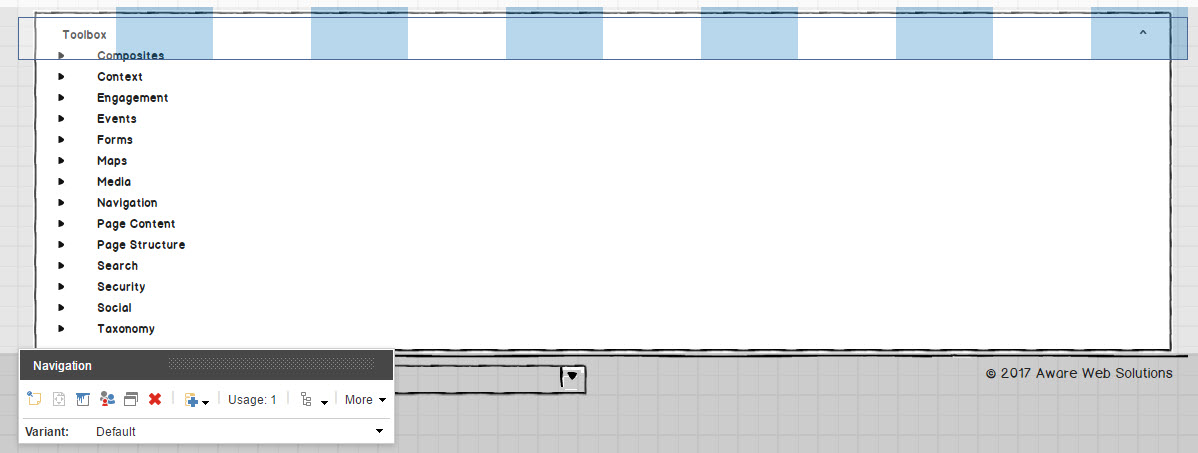 Toolbox
Composites
Context
Engagement
Events
Forms
Maps
Media
Navigation
Page Content
Page Structure
Search
Security
Social
Taxonomy
Navigation
© 2017 Aware Web Solutions
Usage: 1 More
Variant: Default